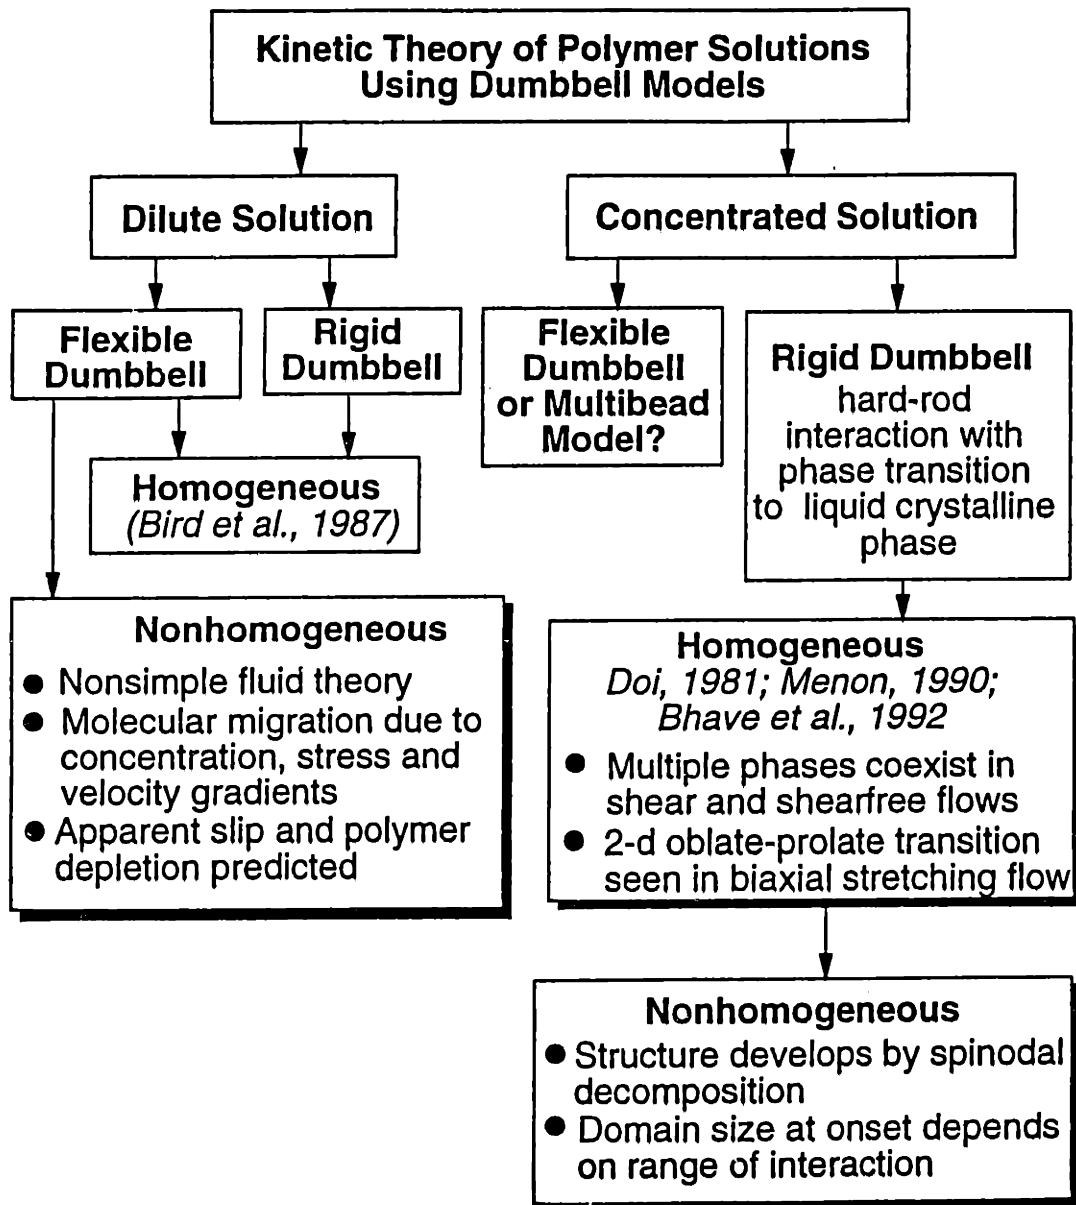 Kinetic Theory of Polymer Solutions
Using Dumbbell Models
Dilute Solution
Concentrated Solution
Flexible
Dumbbell
Rigid
Dumbbell
Flexible
Dumbbell
or Multibead
Model?
Rigid Dumbbell
hard-rod
interaction with
phase transition
to liquid crystalline
phase
Homogeneous
(Bird et al., 1987)
Nonhomogeneous
● Nonsimple fluid theory
● Molecular migration due to
concentration, stress and
velocity gradients
● Apparent slip and polymer
depletion predicted
Homogeneous
Doi, 1981; Menon, 1990;
Bhave et al., 1992
● Multiple phases coexist in
shear and shearfree flows
● 2-d oblate-prolate transition
seen in biaxial stretching flow
Nonhomogeneous
● Structure develops by spinodal
decomposition
● Domain size at onset depends
on range of interaction